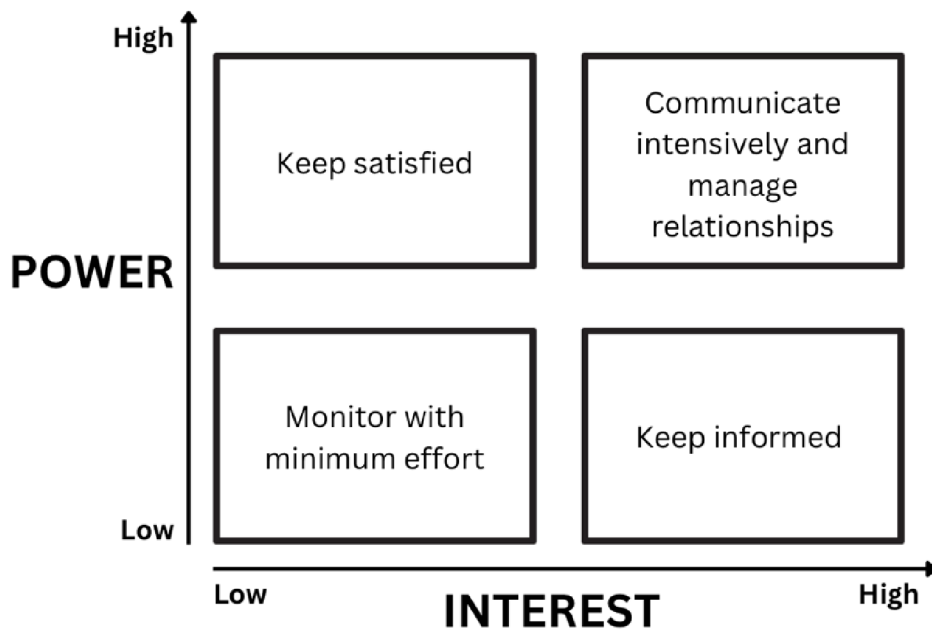 High
Keep satisfied
Communicate
intensively and
manage
relationships
POWER
Monitor with
minimum effort
Keep informed
Low
Low
High
INTEREST